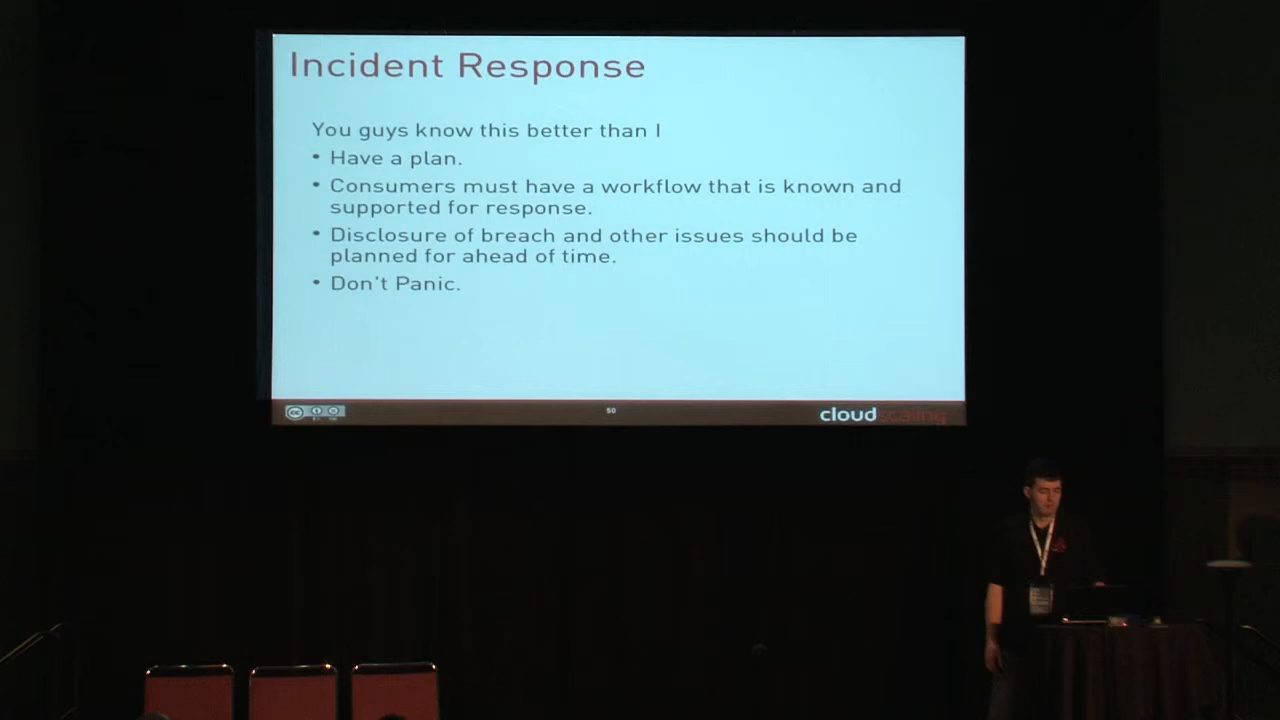 Incident Response
You guys know this better than I
• Have a plan.
• Consumers must have a workflow that is known and
supported for response.
• Disclosure of breach and other issues should be
planned for ahead of time.
• Don't Panic.
cc
50
cloudscaling